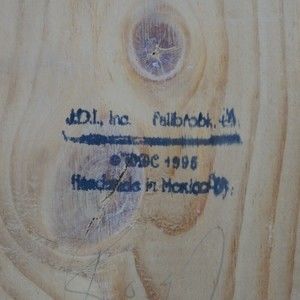 J.D.I., Inc. Fallbrook, CA
© 1996
Handmade in Mexico